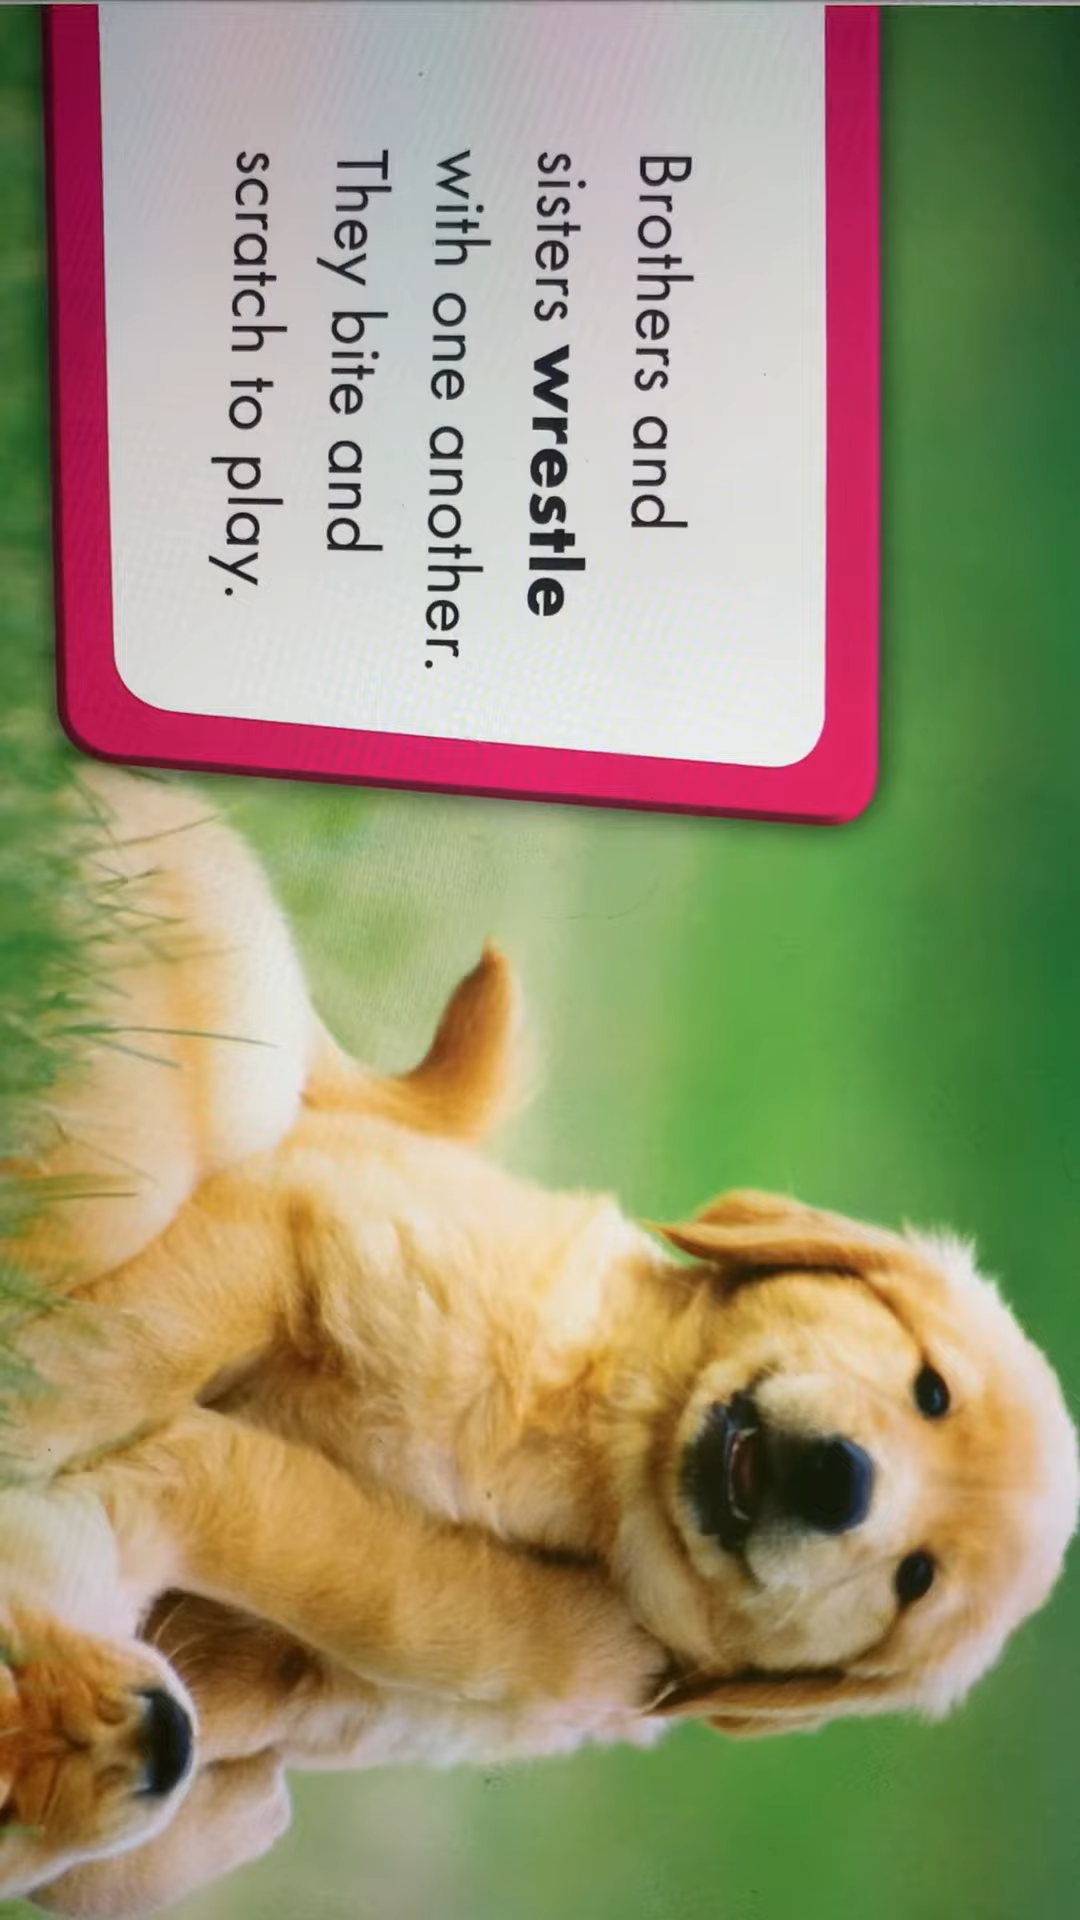 Brothers and
sisters wrestle
with one another.
They bite and
scratch to play.